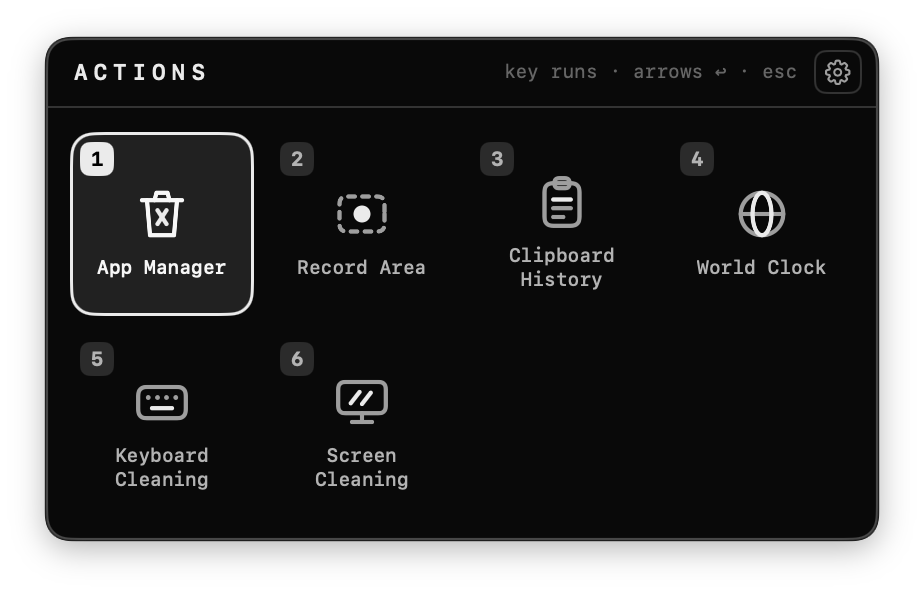 ACTIONS
key runs · arrows ↩ · esc
1
App Manager
2
Record Area
3
Clipboard
History
4
World Clock
5
Keyboard
Cleaning
6
Screen
Cleaning